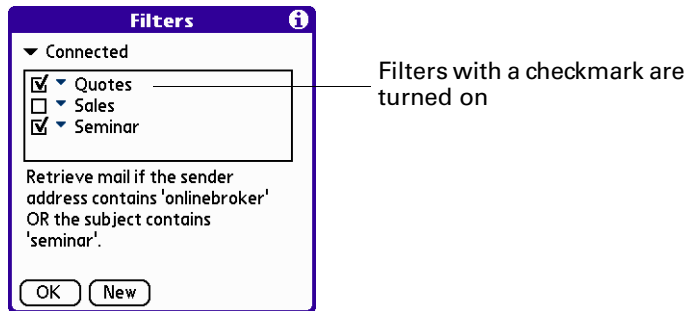 Filters
Connected
Quotes
Sales
Seminar
Retrieve mail if the sender
address contains 'onlinebroker'
OR the subject contains
'seminar'.
OK New
Filters with a checkmark are
turned on